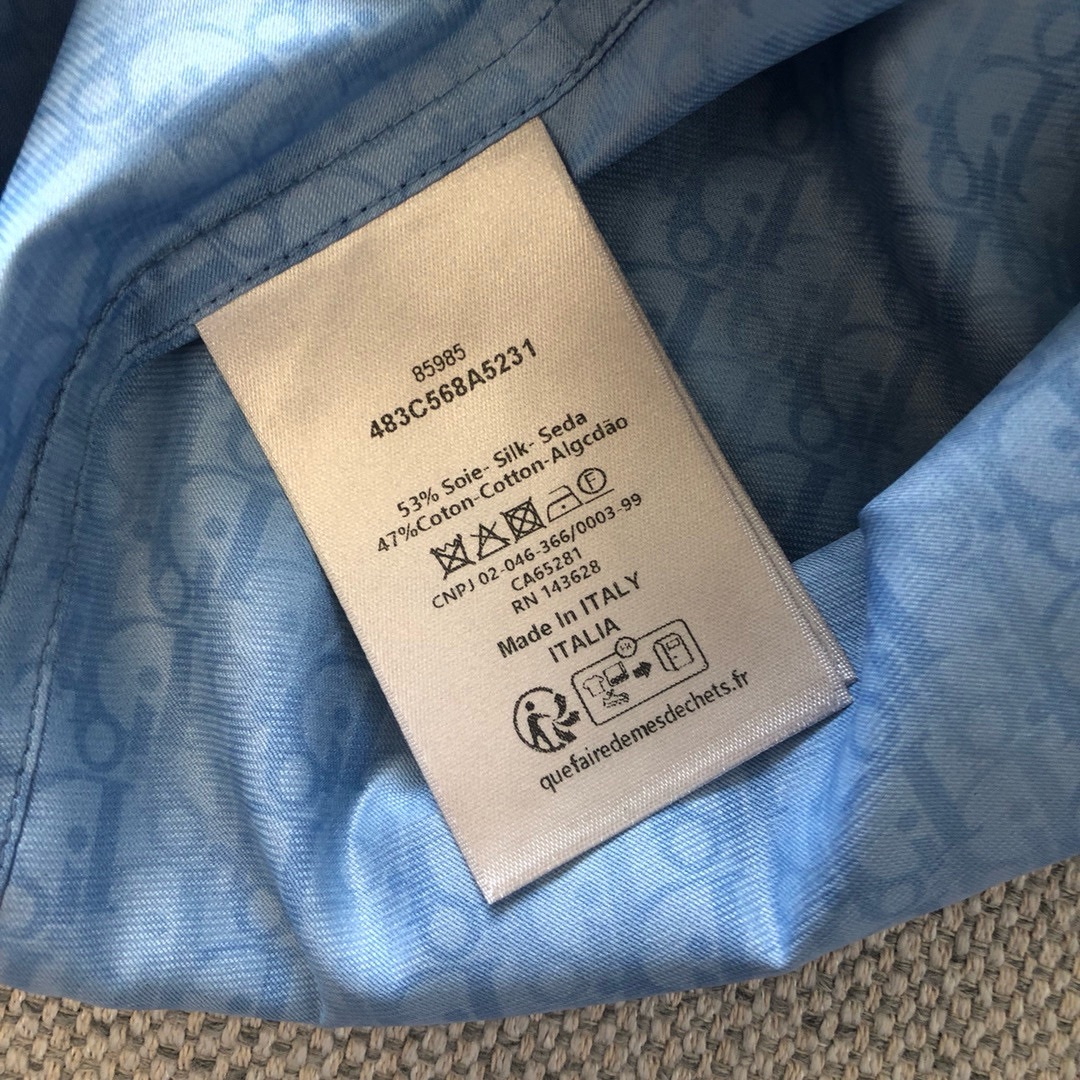 85985
483C568A5231
53% Soie- Silk- Seda
47%Coton-Cotton-Algcdão
F
CNPJ 02-046-366/0003-99
CA65281
RN 143628
Made In ITALY
ITALIA
quefairedemesdechets.fr